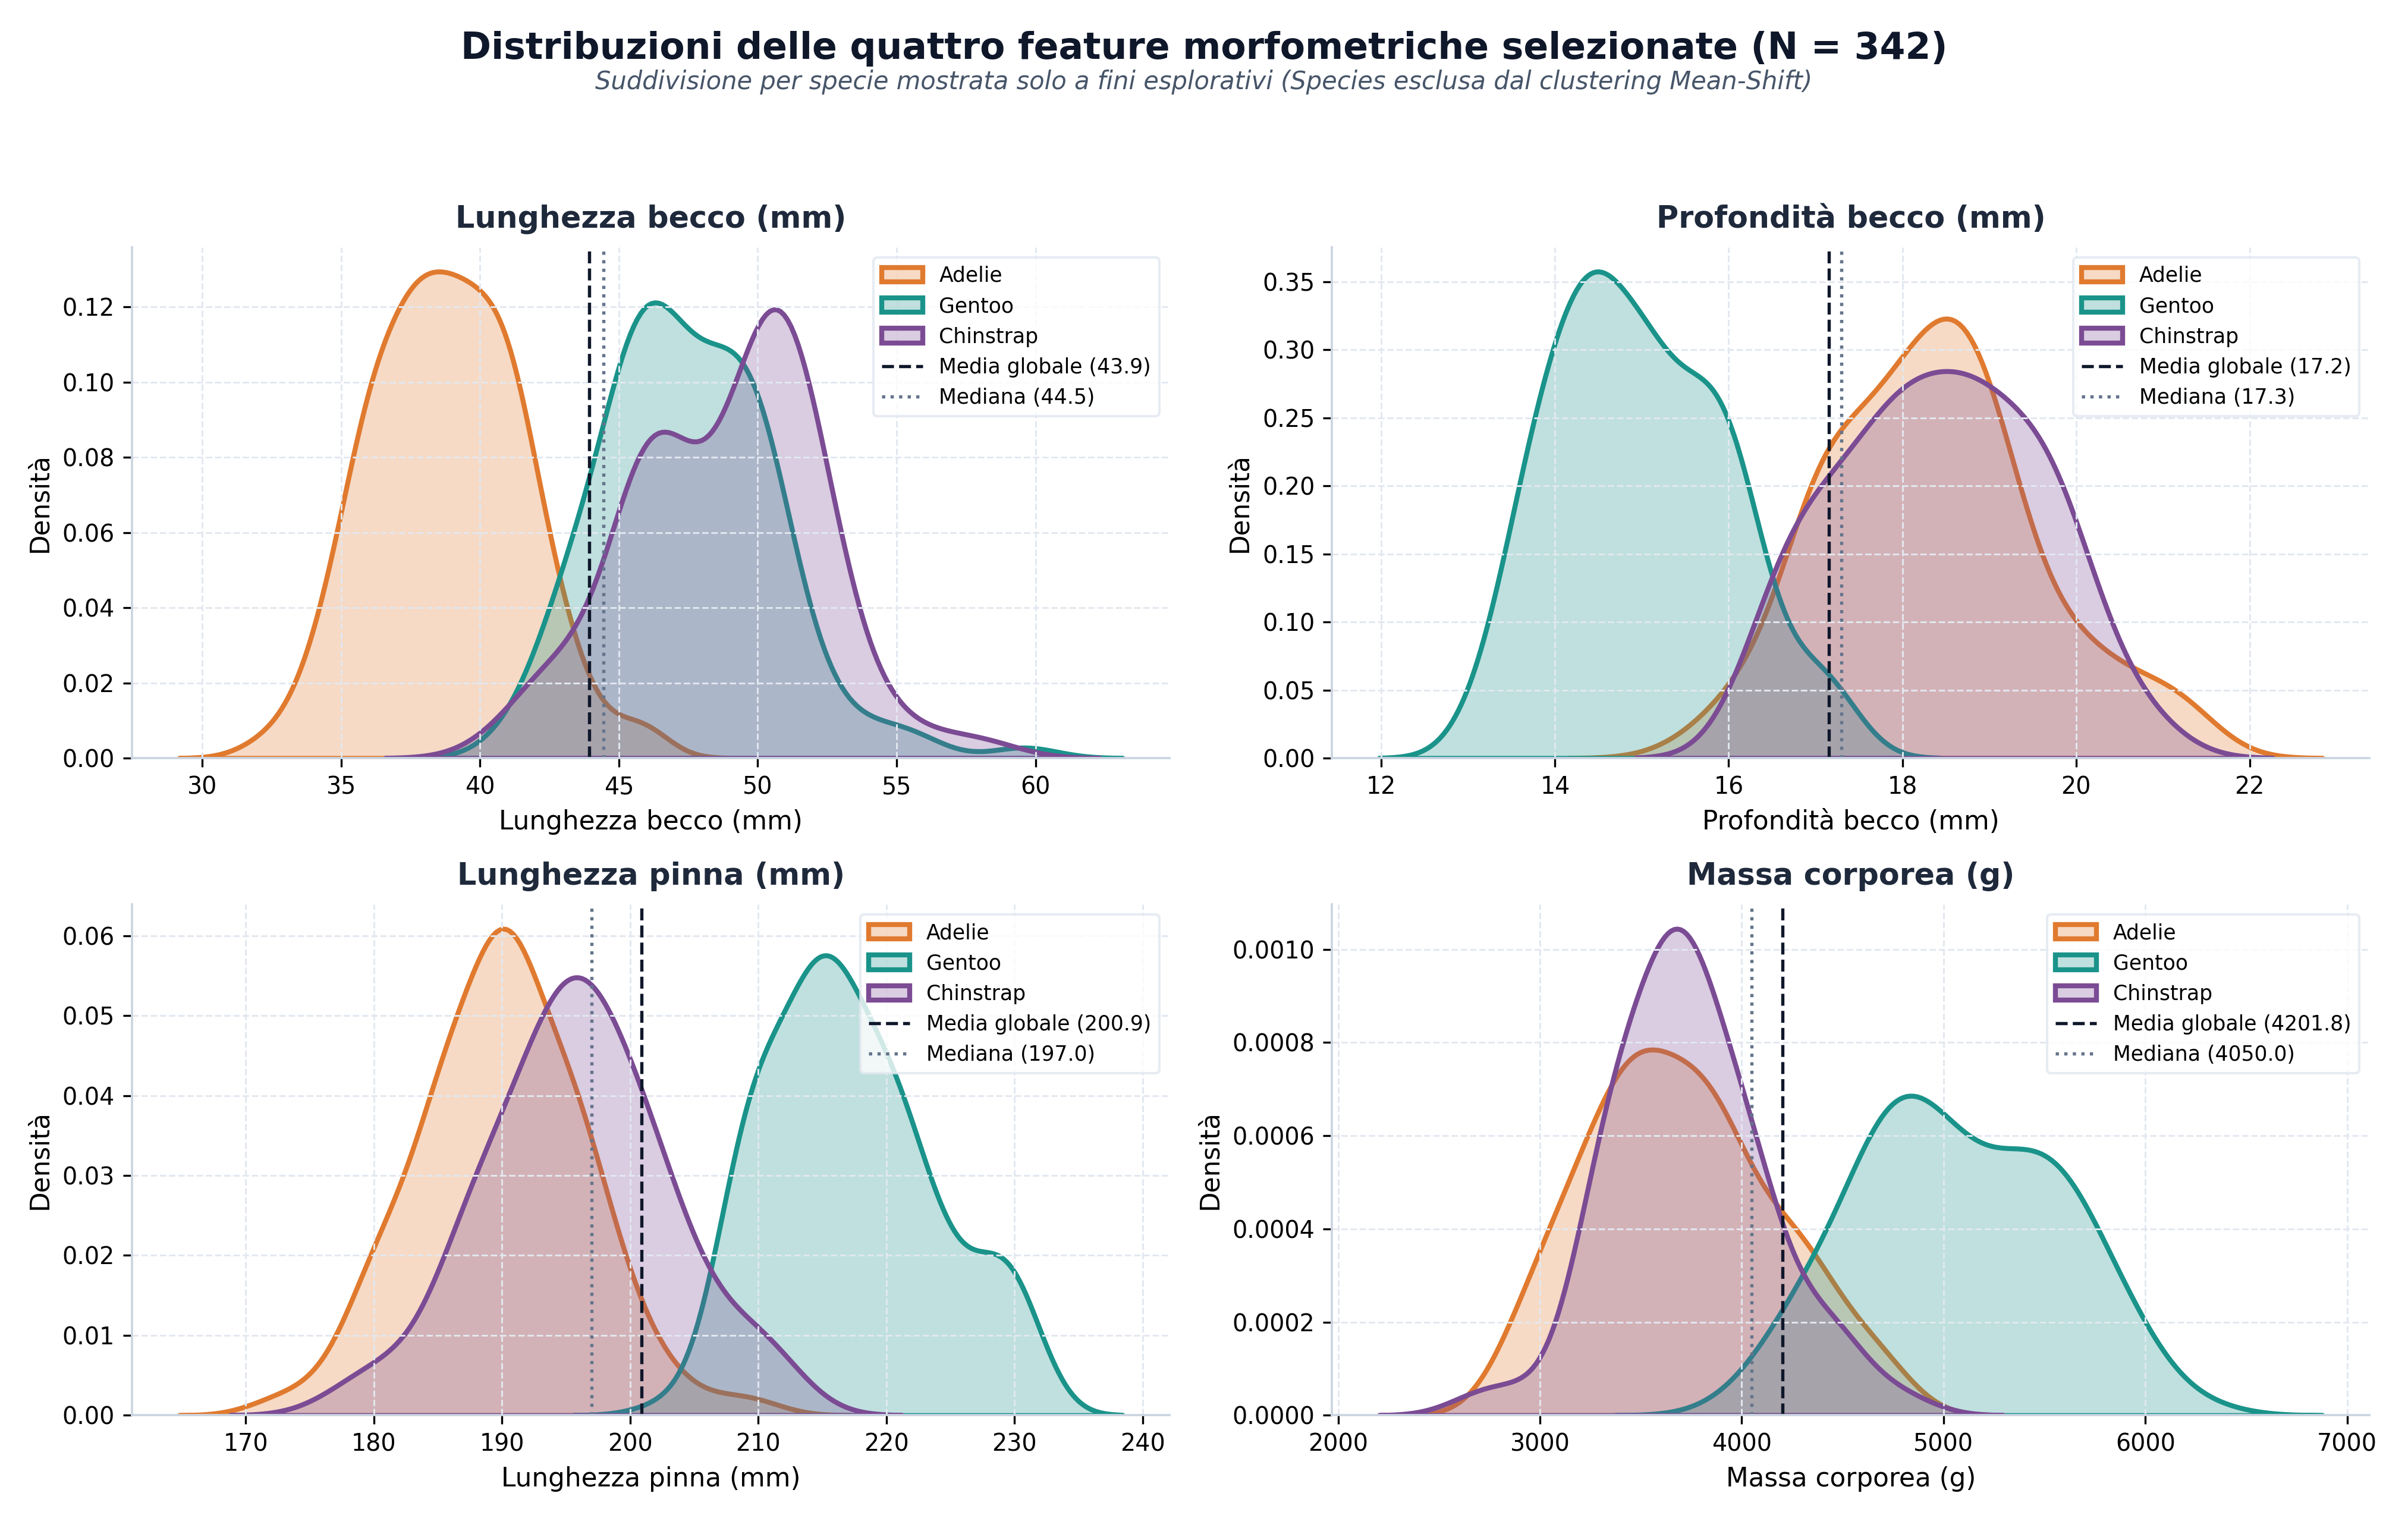 Distribuzioni delle quattro feature morfometriche selezionate (N = 342)
Suddivisione per specie mostrata solo a fini esplorativi (Species esclusa dal clustering Mean-Shift)
Lunghezza becco (mm)
Densità
0.12
0.10
0.08
0.06
0.04
0.02
0.00
30 35 40 45 50 55 60
Lunghezza becco (mm)
Adelie
Gentoo
Chinstrap
Media globale (43.9)
Mediana (44.5)
Profondità becco (mm)
Densità
0.35
0.30
0.25
0.20
0.15
0.10
0.05
0.00
12 14 16 18 20 22
Profondità becco (mm)
Adelie
Gentoo
Chinstrap
Media globale (17.2)
Mediana (17.3)
Lunghezza pinna (mm)
Densità
0.06
0.05
0.04
0.03
0.02
0.01
0.00
170 180 190 200 210 220 230 240
Lunghezza pinna (mm)
Adelie
Gentoo
Chinstrap
Media globale (200.9)
Mediana (197.0)
Massa corporea (g)
Densità
0.0010
0.0008
0.0006
0.0004
0.0002
0.0000
2000 3000 4000 5000 6000 7000
Massa corporea (g)
Adelie
Gentoo
Chinstrap
Media globale (4201.8)
Mediana (4050.0)